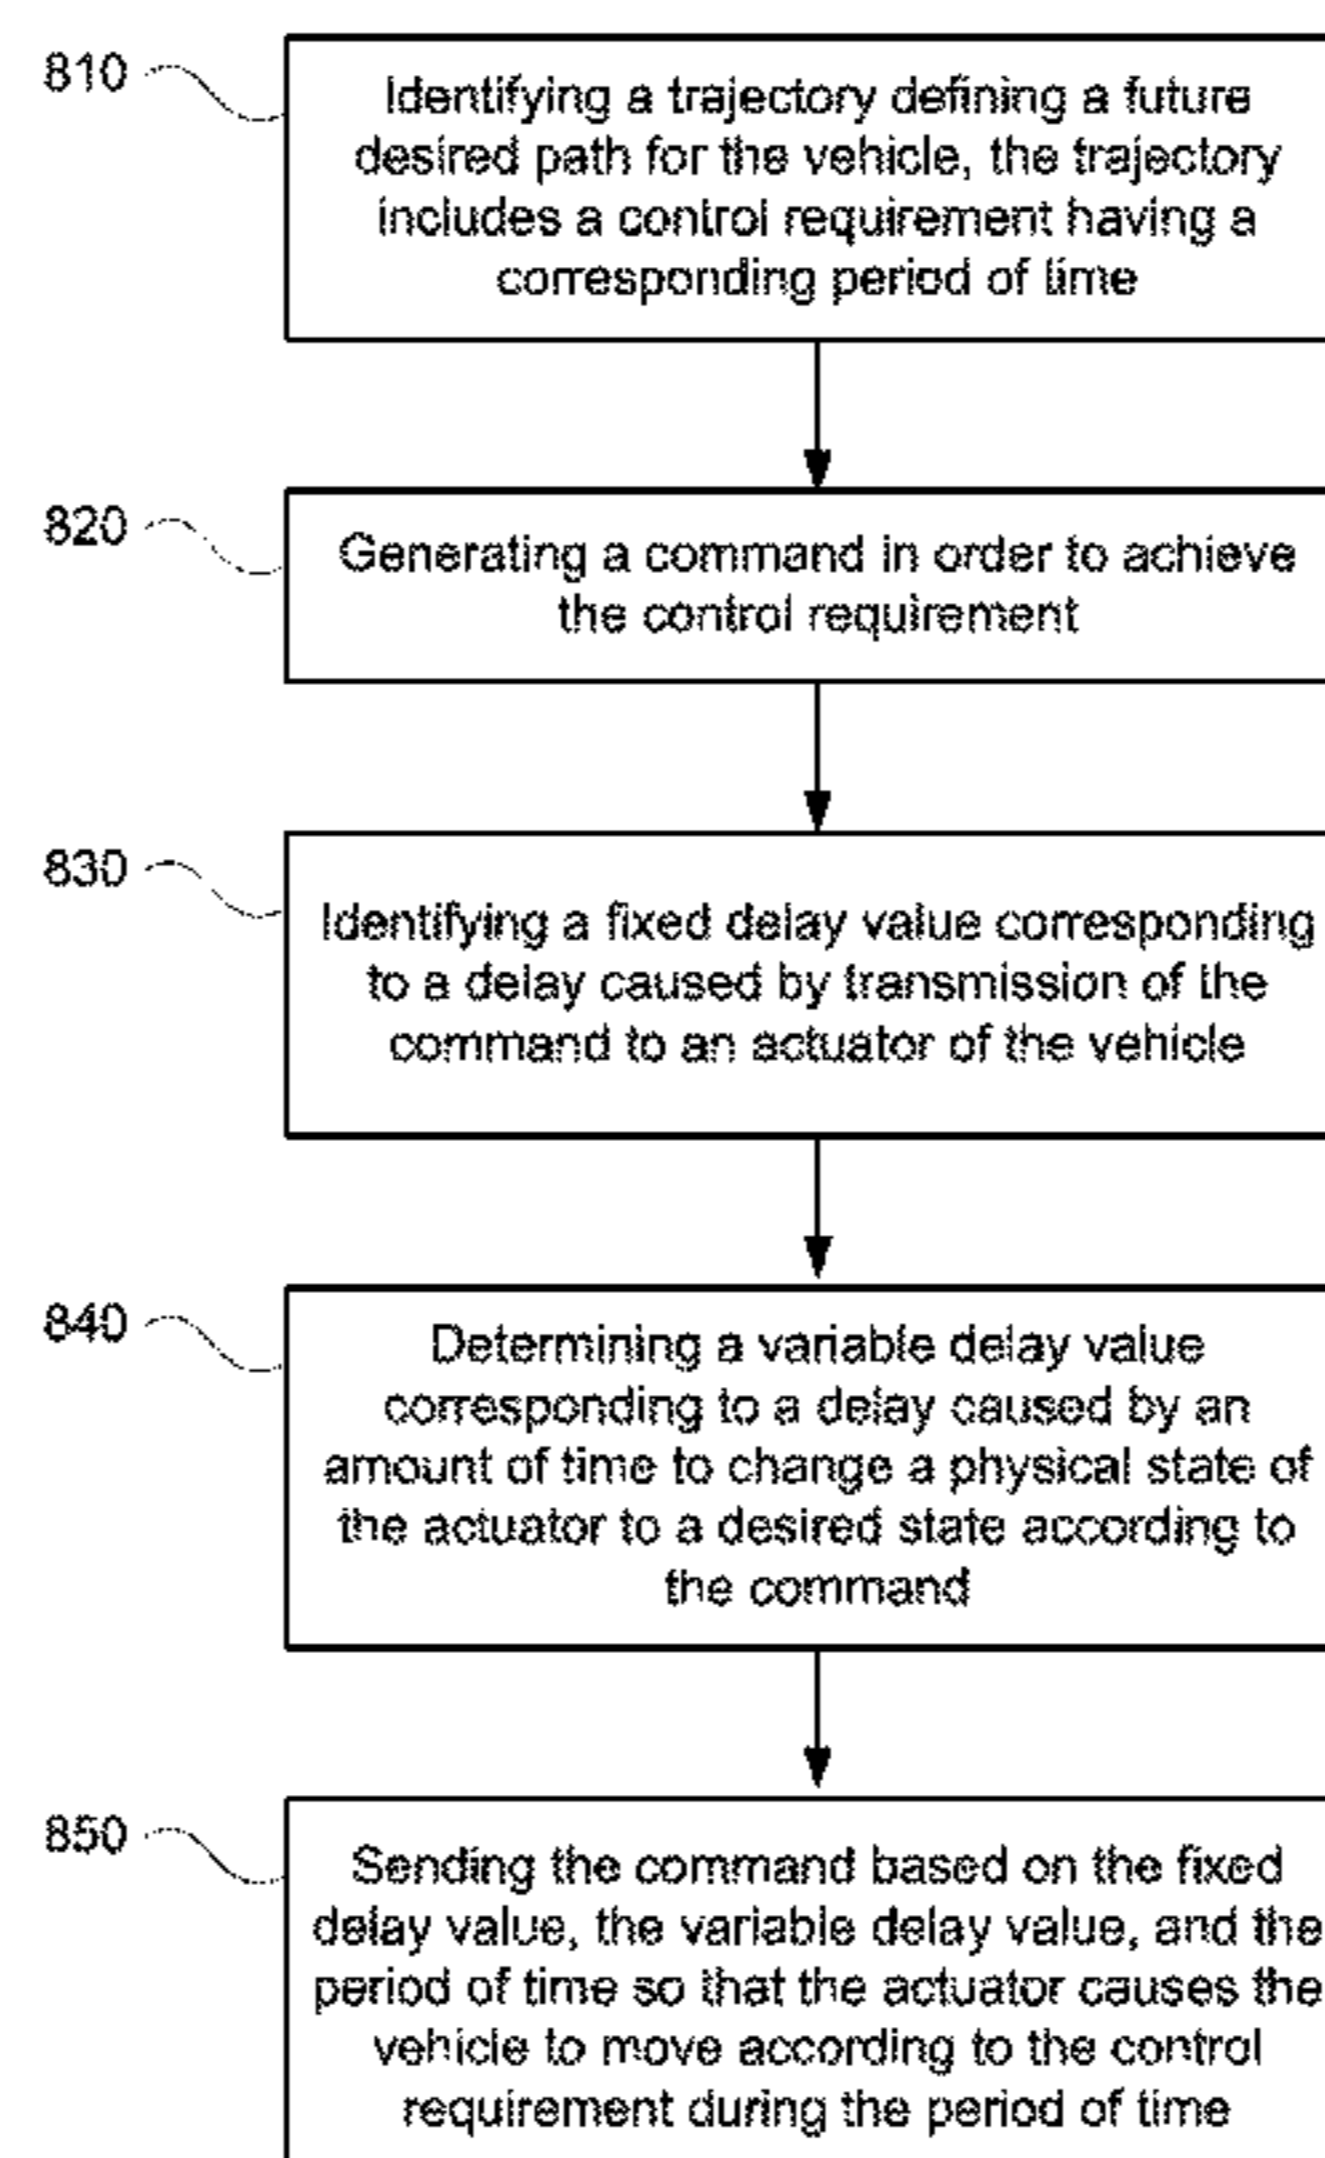 810
Identifying a trajectory defining a future
desired path for the vehicle, the trajectory
includes a control requirement having a
corresponding period of time
820
Generating a command in order to achieve
the control requirement
830
Identifying a fixed delay value corresponding
to a delay caused by transmission of the
command to an actuator of the vehicle
840
Determining a variable delay value
corresponding to a delay caused by an
amount of time to change a physical state of
the actuator to a desired state according to
the command
850
Sending the command based on the fixed
delay value, the variable delay value, and the
period of time so that the actuator causes the
vehicle to move according to the control
requirement during the period of time